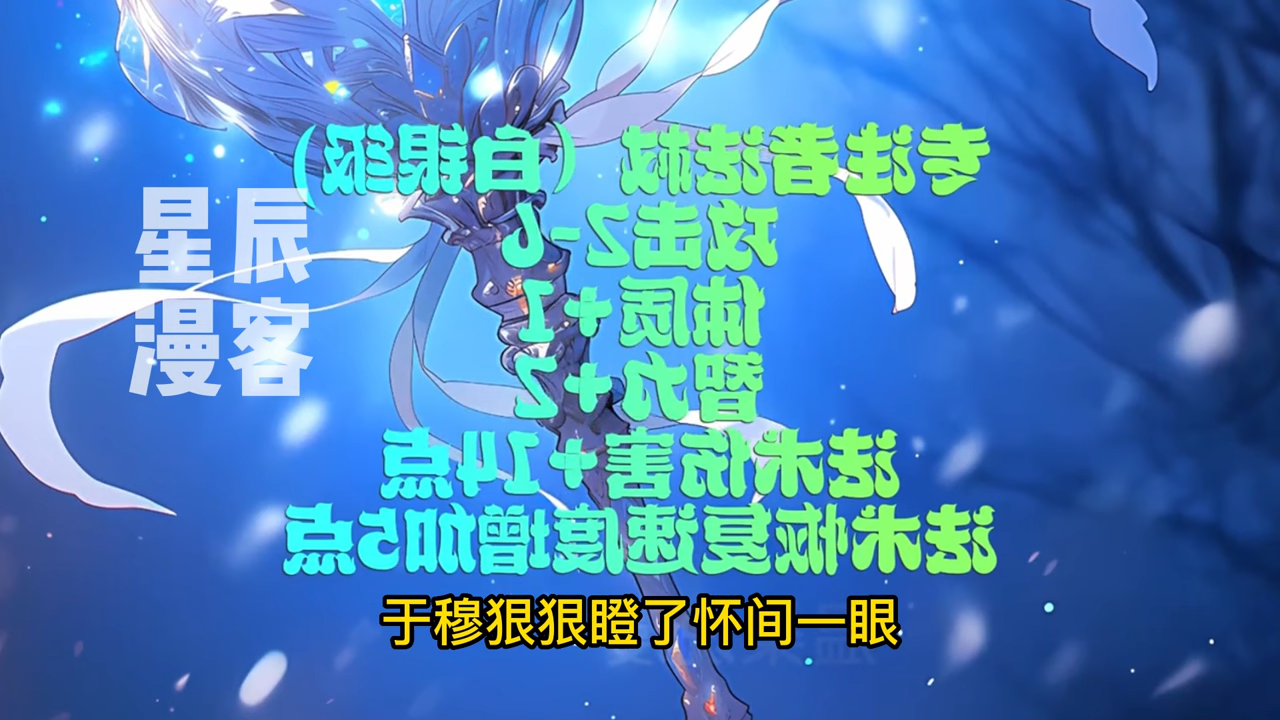 星辰
漫客
专注者法杖（白银级）
攻击2-6
体质+1
智力+2
法术伤害+14点
法术恢复速度增加5点
于穆狠狠瞪了怀间一眼